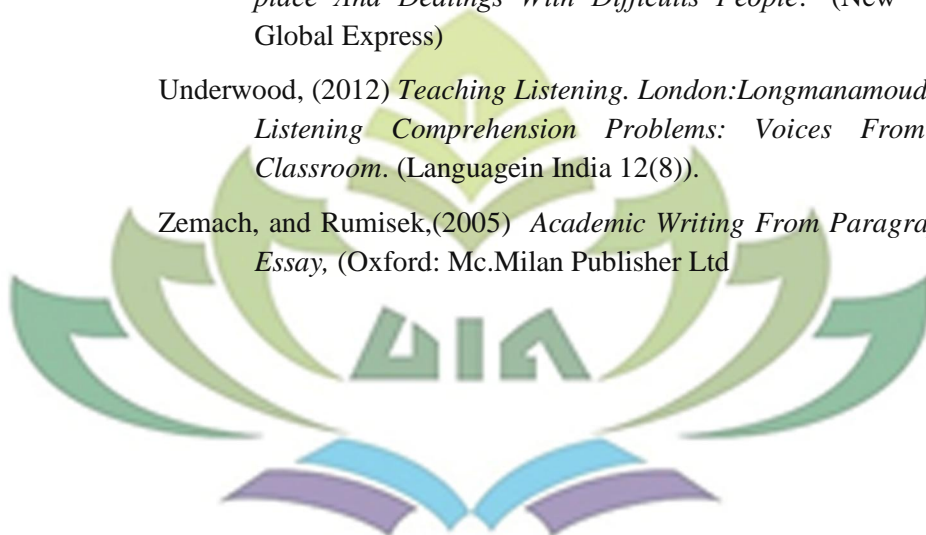 place And Dealings With Difficults People. (New
Global Express)
Underwood, (2012) Teaching Listening. London:Longmanamoud
Listening Comprehension Problems: Voices From
Classroom. (Languagein India 12(8)).
Zemach, and Rumisek,(2005) Academic Writing From Paragra
Essay, (Oxford: Mc.Milan Publisher Ltd
UIN